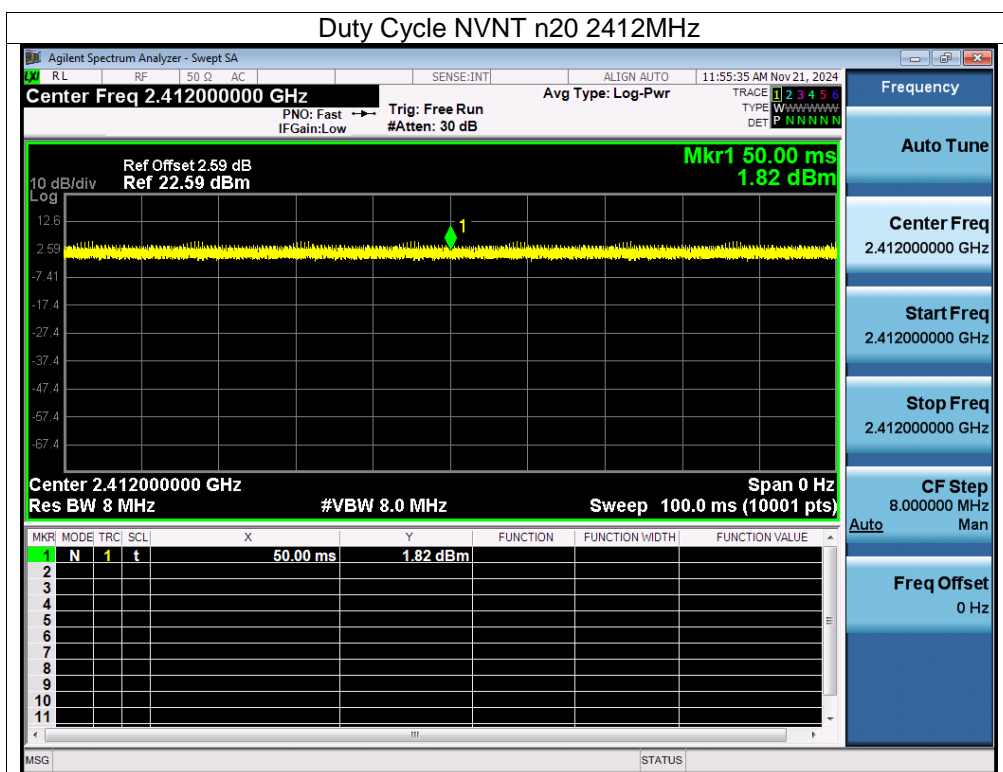 Duty Cycle NVNT n20 2412MHz
Agilent Spectrum Analyzer - Swept SA
LXI RL RF 50 Ω AC SENSE:INT ALIGN AUTO 11:55:35 AM Nov 21, 2024
Center Freq 2.412000000 GHz
PNO: Fast
IFGain:Low
Trig: Free Run
#Atten: 30 dB
Avg Type: Log-Pwr
TRACE 1 2 3 4 5 6
TYPE WWWWWW
DET P N N N N N
Mkr1 50.00 ms
1.82 dBm
Ref Offset 2.59 dB
Ref 22.59 dBm
10 dB/div
Log
12.6
2.59
-7.41
-17.4
-27.4
-37.4
-47.4
-57.4
-67.4
1
Center 2.412000000 GHz Span 0 Hz
Res BW 8 MHz #VBW 8.0 MHz Sweep 100.0 ms (10001 pts)
MKR MODE TRC SCL X Y FUNCTION FUNCTION WIDTH FUNCTION VALUE
1 N 1 t 50.00 ms 1.82 dBm
2
3
4
5
6
7
8
9
10
11
MSG STATUS
Frequency
Auto Tune
Center Freq
2.412000000 GHz
Start Freq
2.412000000 GHz
Stop Freq
2.412000000 GHz
CF Step
8.000000 MHz
Auto Man
Freq Offset
0 Hz